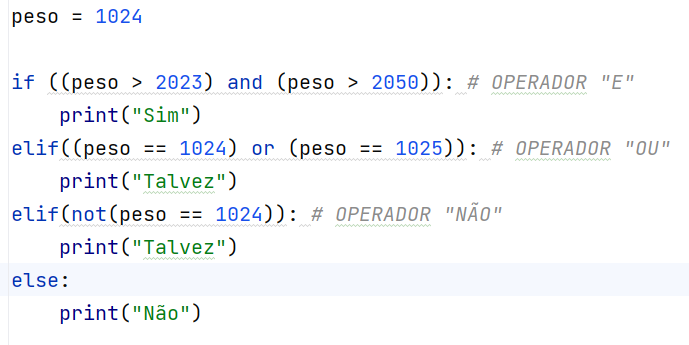 peso = 1024
if ((peso > 2023) and (peso > 2050)): # OPERADOR "E"
print("Sim")
elif((peso == 1024) or (peso == 1025)): # OPERADOR "OU"
print("Talvez")
elif(not(peso == 1024)): # OPERADOR "NÃO"
print("Talvez")
else:
print("Não")